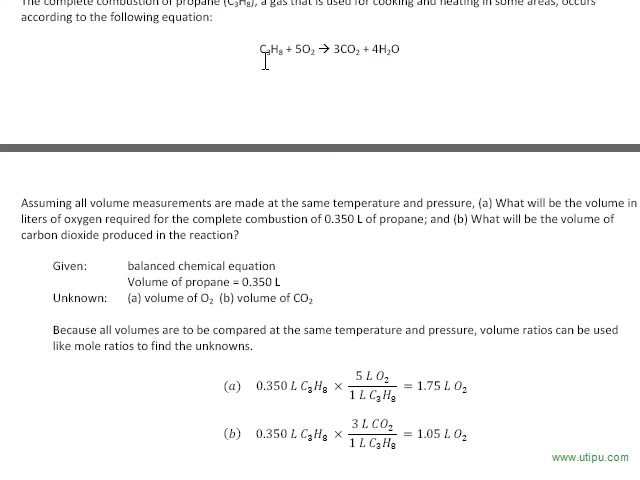 The complete combustion of propane (C₃H₈), a gas that is used for cooking and heating in some areas, occurs
according to the following equation:
C₃H₈ + 5O₂ → 3CO₂ + 4H₂O
Assuming all volume measurements are made at the same temperature and pressure, (a) What will be the volume in
liters of oxygen required for the complete combustion of 0.350 L of propane; and (b) What will be the volume of
carbon dioxide produced in the reaction?
Given: balanced chemical equation
Volume of propane = 0.350 L
Unknown: (a) volume of O₂ (b) volume of CO₂
Because all volumes are to be compared at the same temperature and pressure, volume ratios can be used
like mole ratios to find the unknowns.
(a) 0.350 L C₃H₈ × 5 L O₂ / 1 L C₃H₈ = 1.75 L O₂
(b) 0.350 L C₃H₈ × 3 L CO₂ / 1 L C₃H₈ = 1.05 L O₂
www.utipu.com